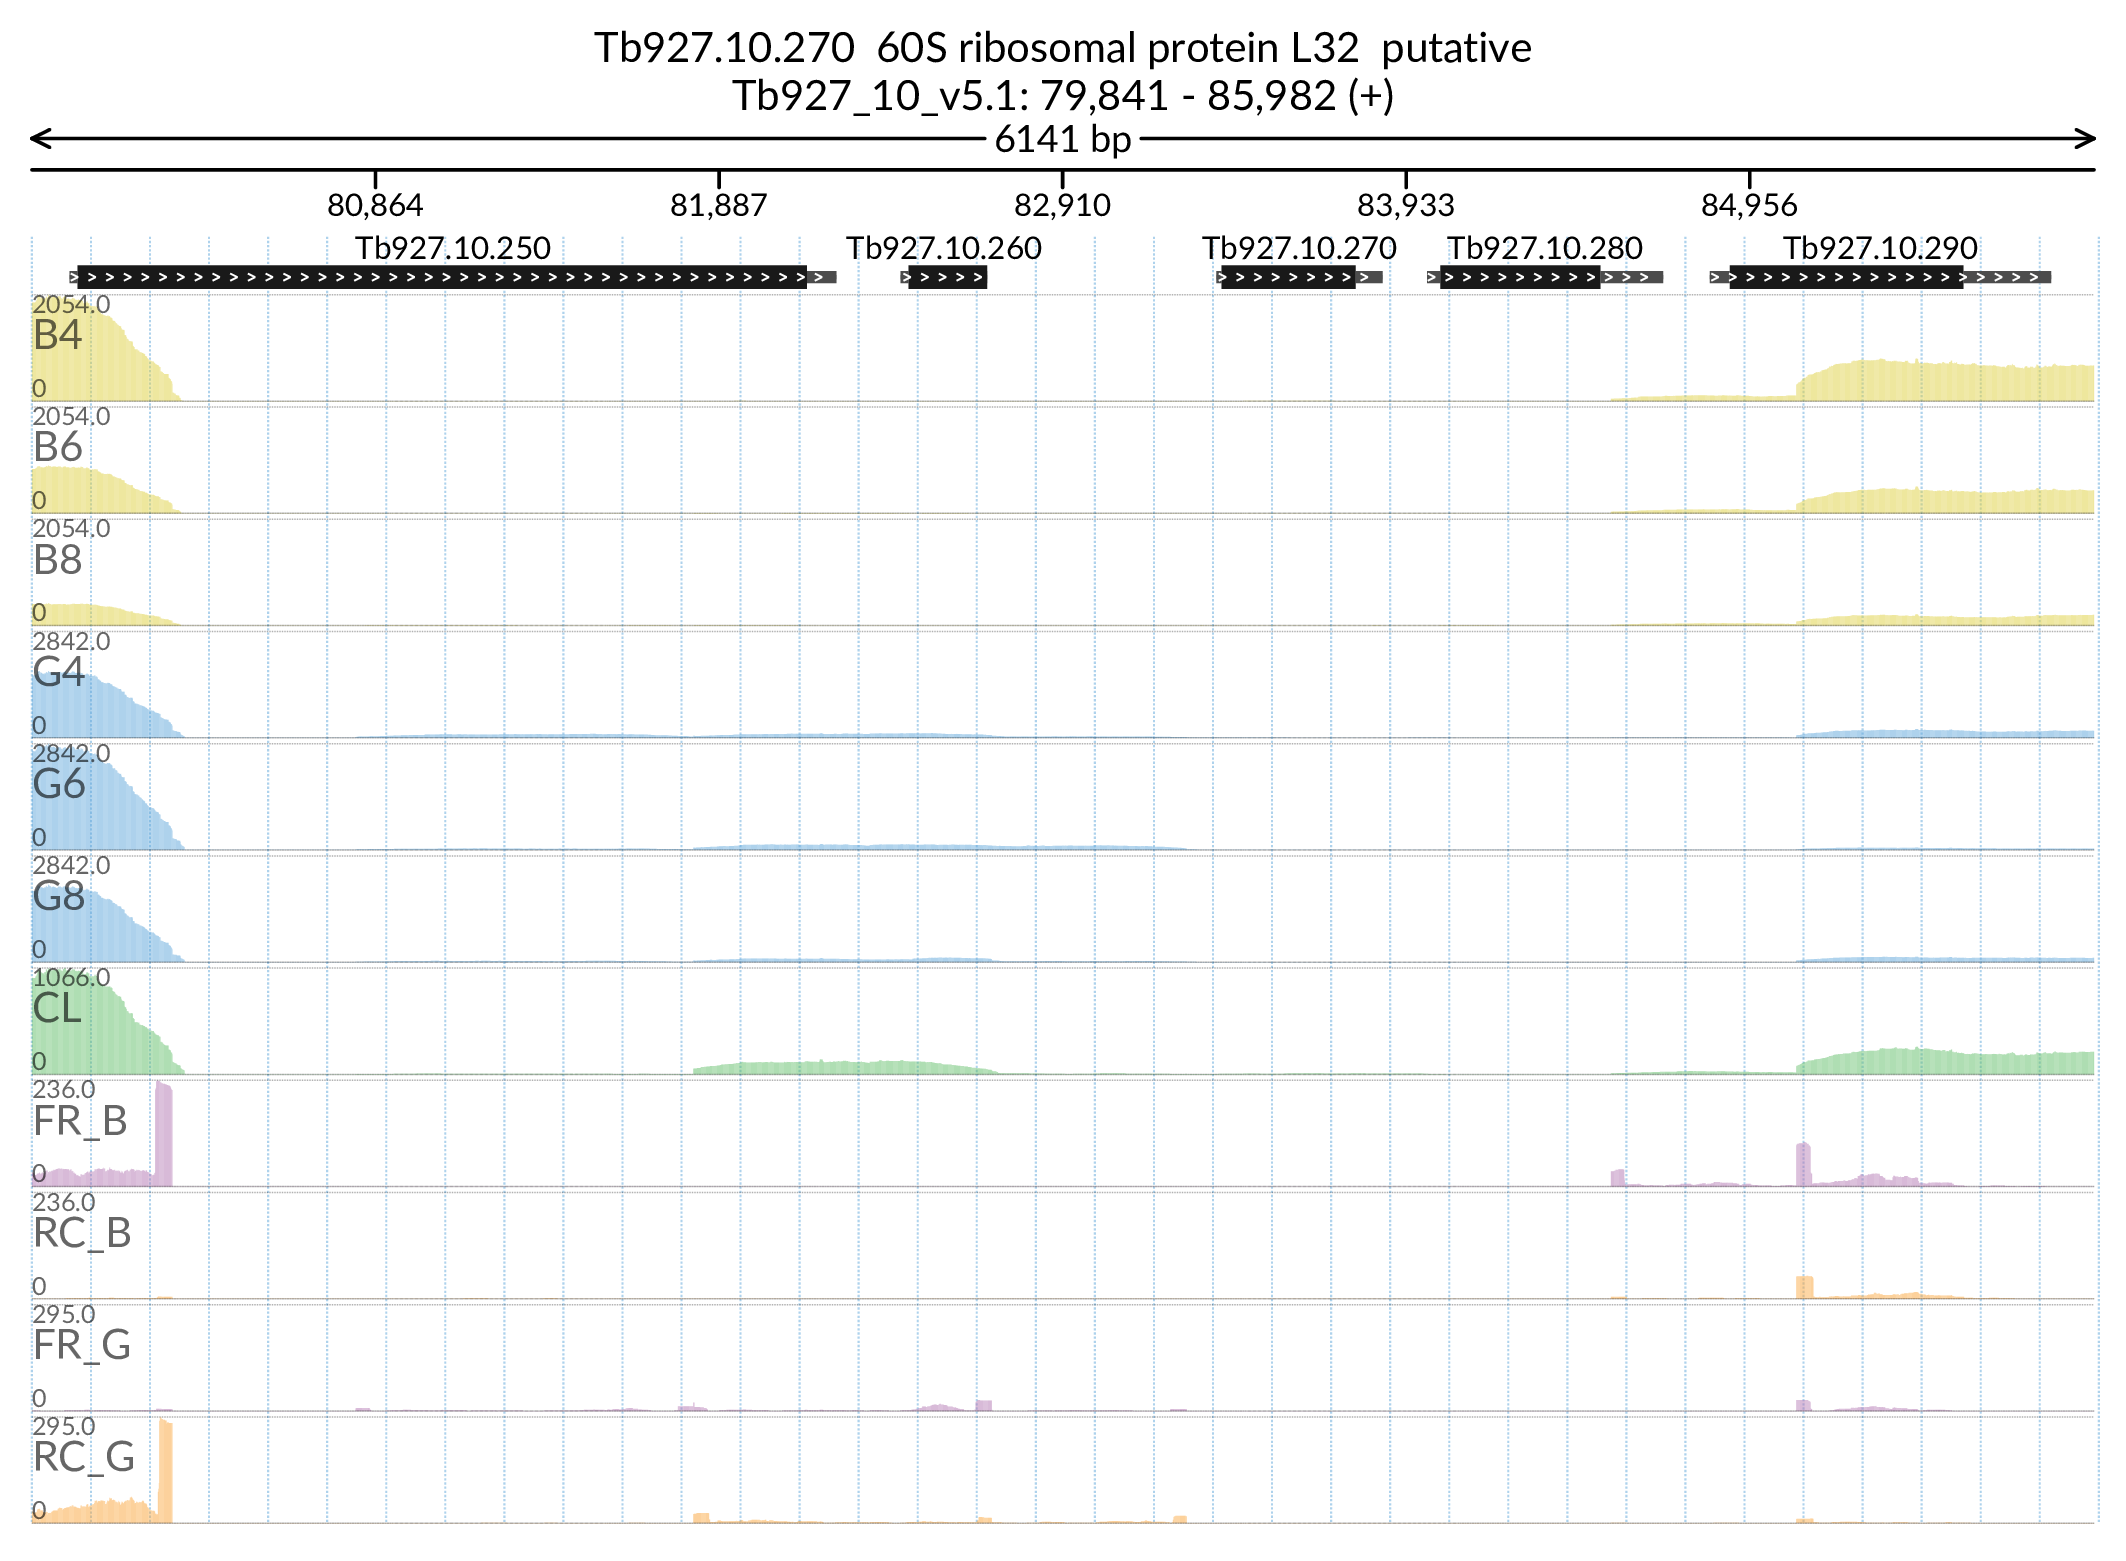 Tb927.10.270  60S ribosomal protein L32  putative
Tb927_10_v5.1: 79,841 - 85,982 (+)
6141 bp
80,864 81,887 82,910 83,933 84,956
Tb927.10.250 Tb927.10.260 Tb927.10.270 Tb927.10.280 Tb927.10.290
2054.0
B4
0
2054.0
B6
0
2054.0
B8
0
2842.0
G4
0
2842.0
G6
0
2842.0
G8
0
1066.0
CL
0
236.0
FR_B
0
236.0
RC_B
0
295.0
FR_G
0
295.0
RC_G
0